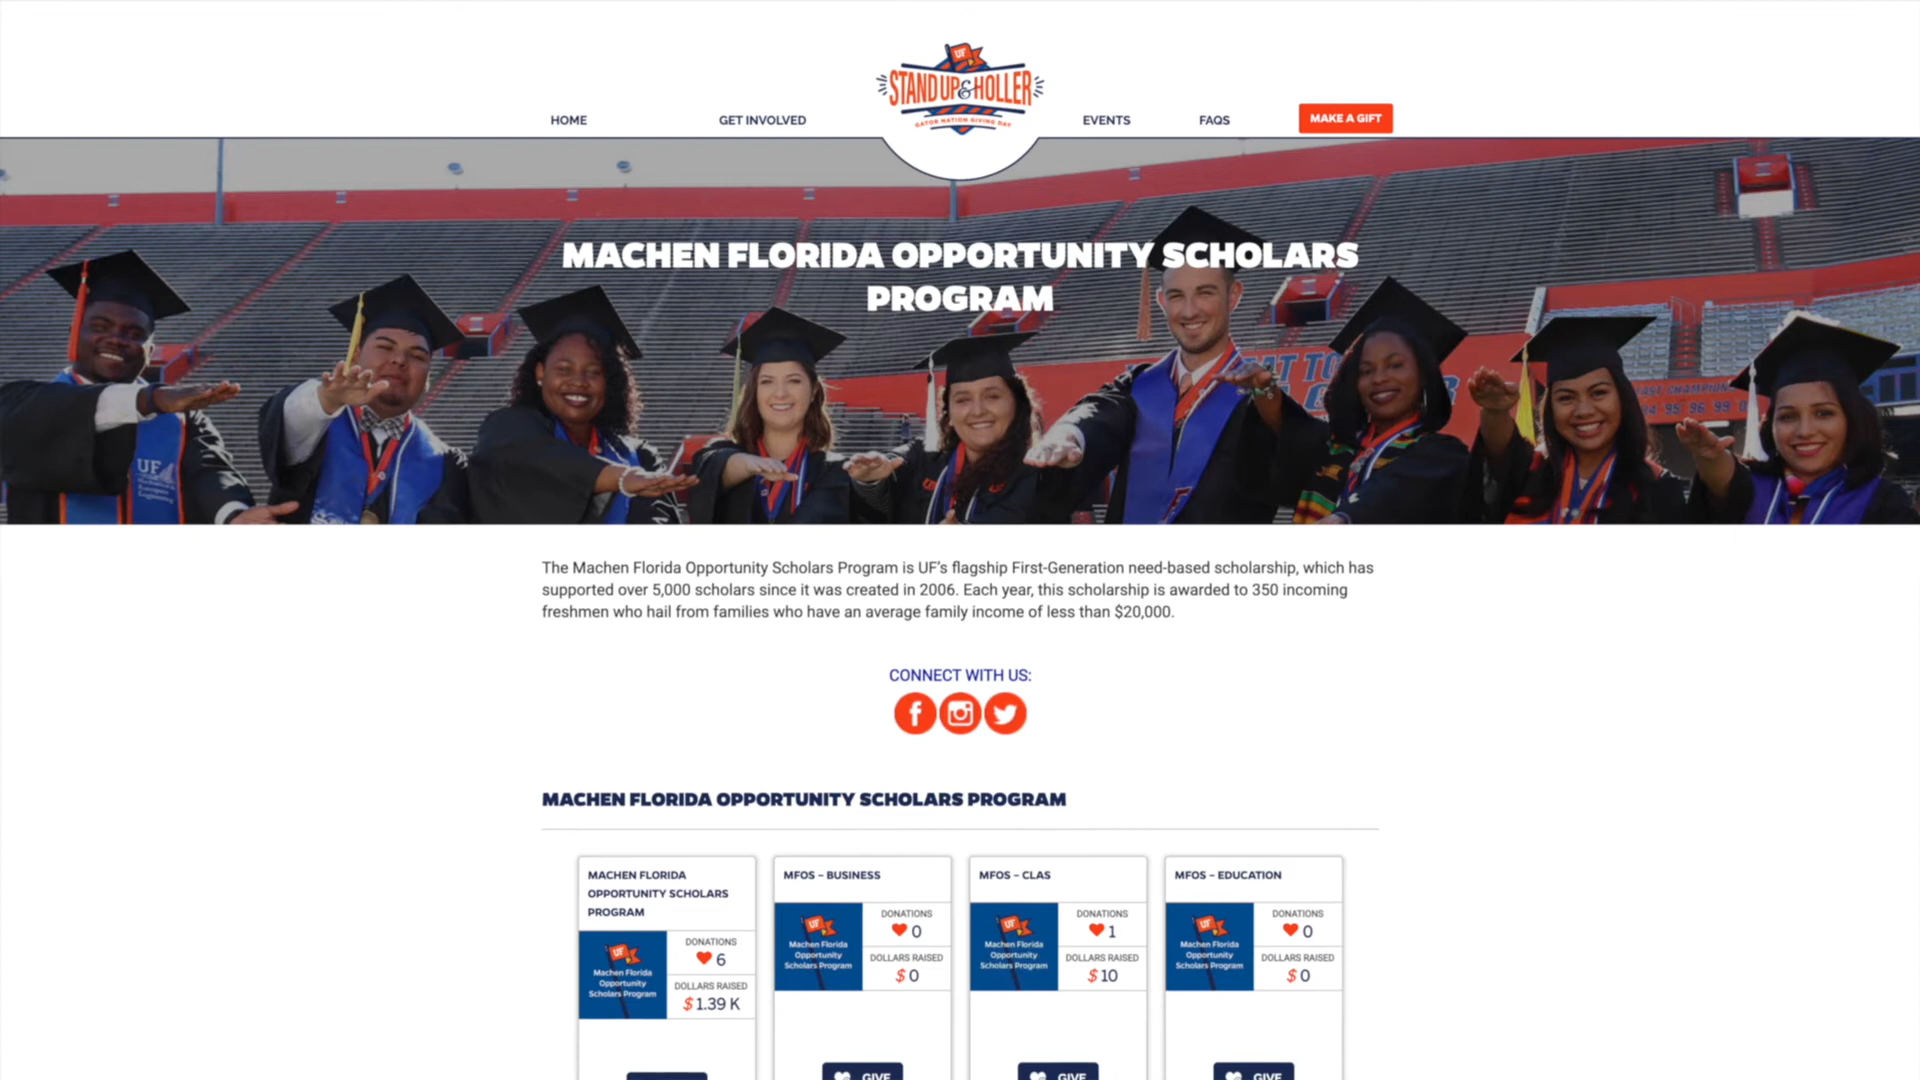 UF
STAND UP & HOLLER
GATOR NATION GIVING DAY
HOME
GET INVOLVED
EVENTS
FAQS
MAKE A GIFT
MACHEN FLORIDA OPPORTUNITY SCHOLARS
PROGRAM
UF
The Machen Florida Opportunity Scholars Program is UF's flagship First-Generation need-based scholarship, which has
supported over 5,000 scholars since it was created in 2006. Each year, this scholarship is awarded to 350 incoming
freshmen who hail from families who have an average family income of less than $20,000.
CONNECT WITH US:
MACHEN FLORIDA OPPORTUNITY SCHOLARS PROGRAM
MACHEN FLORIDA
OPPORTUNITY SCHOLARS
PROGRAM
UF
Machen Florida
Opportunity
Scholars Program
DONATIONS
6
DOLLARS RAISED
$ 1.39 K
MFOS – BUSINESS
UF
Machen Florida
Opportunity
Scholars Program
DONATIONS
0
DOLLARS RAISED
$ 0
GIVE
MFOS – CLAS
UF
Machen Florida
Opportunity
Scholars Program
DONATIONS
1
DOLLARS RAISED
$ 10
GIVE
MFOS – EDUCATION
UF
Machen Florida
Opportunity
Scholars Program
DONATIONS
0
DOLLARS RAISED
$ 0
GIVE